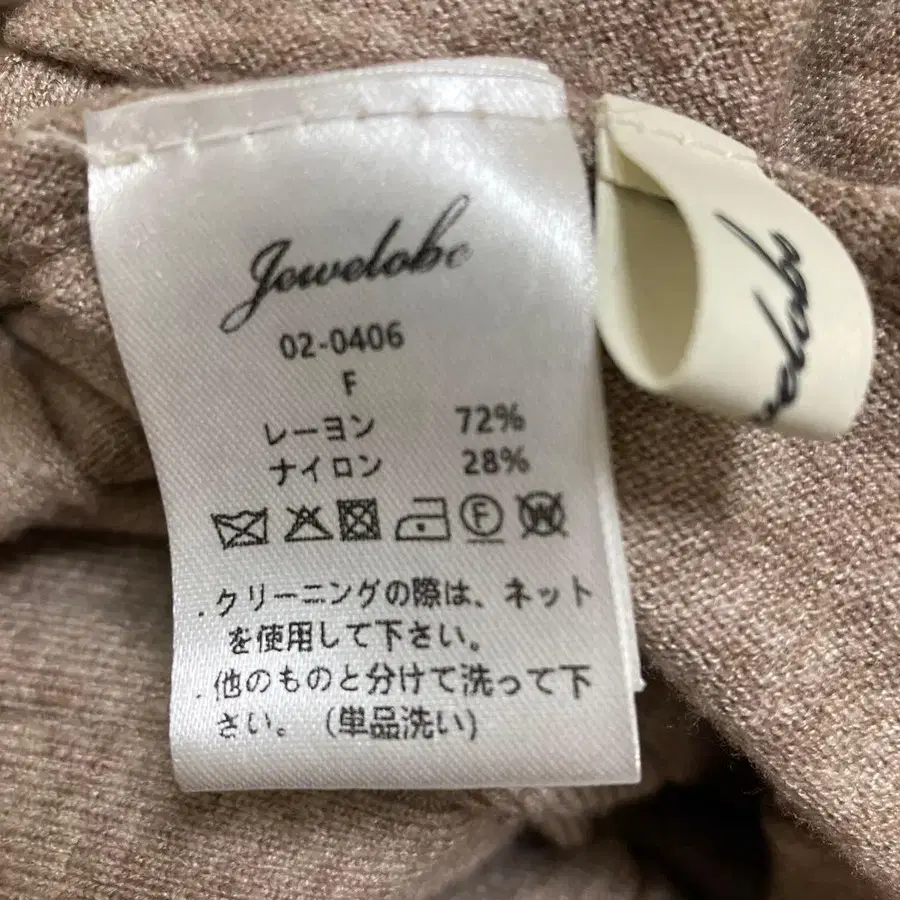 Jewelobe
02-0406
F
レーヨン 72%
ナイロン 28%
F
W
.クリーニングの際は、ネット
を使用して下さい。
.他のものと分けて洗って下
さい。(単品洗い)